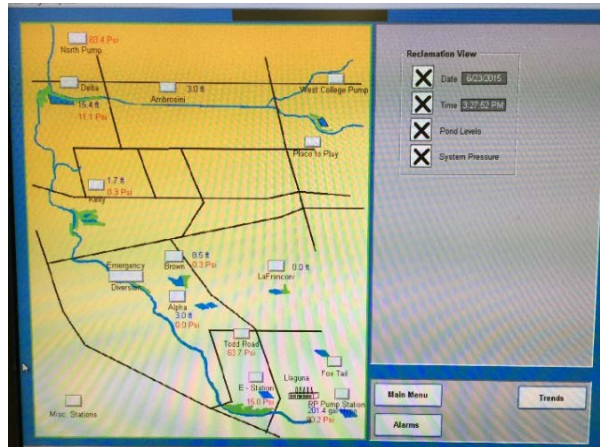 83.4 Psi
North Pump
Delta
3.0 ft
Ambrosini
West College Pump
15.4 ft
11.1 Psi
Place to Play
1.7 ft
0.3 Psi
Kelly
Emergency
Diversion
Brown
8.5 ft
0.3 Psi
0.0 ft
LaFranconi
Alpha
3.0 ft
0.0 Psi
Todd Road
63.7 Psi
Fox Tail
E - Station
15.0 Psi
Llaguna
RP Pump Station
Misc. Stations
Reclamation View
Date 6/23/2015
Time 3:27:52 PM
Pond Levels
System Pressure
Main Menu
Trends
Alarms